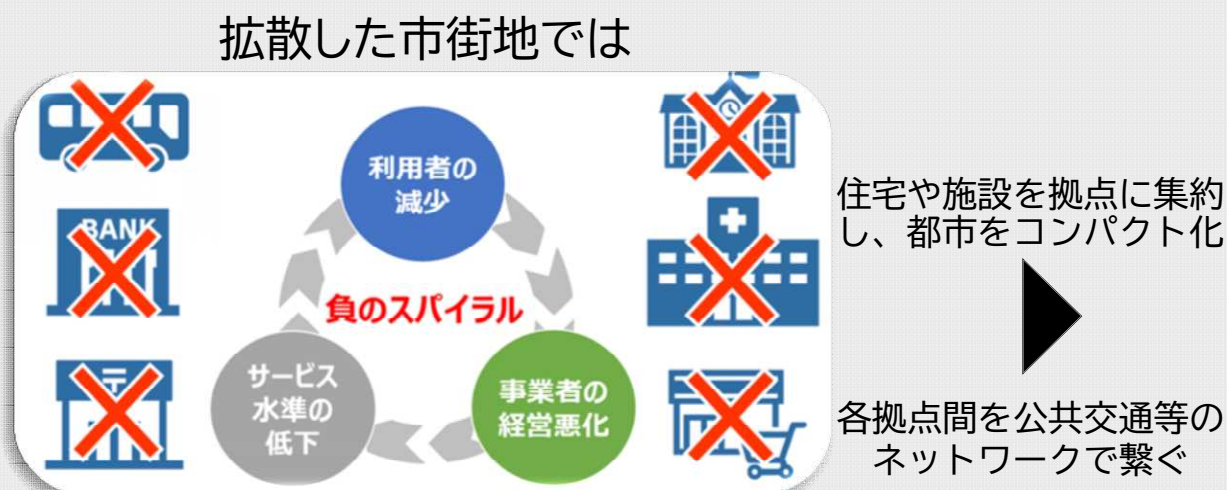 拡散した市街地では
利用者の
減少
BANK
負のスパイラル
サービス
水準の
低下
事業者の
経営悪化
〒
住宅や施設を拠点に集約
し、都市をコンパクト化
各拠点間を公共交通等の
ネットワークで繋ぐ